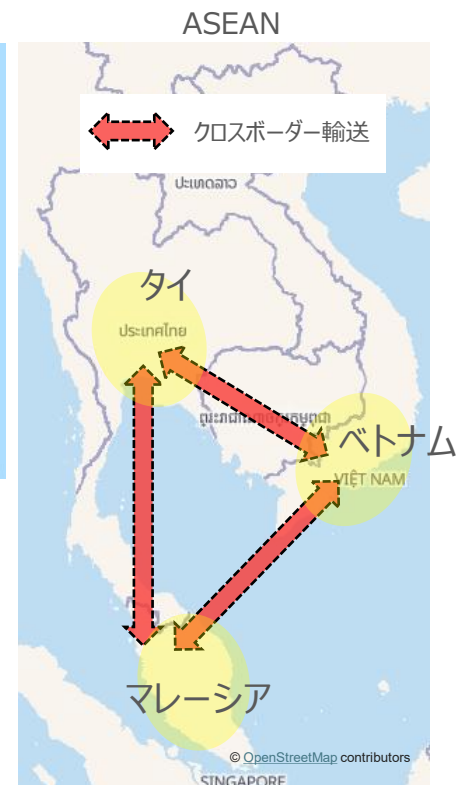 ASEAN
クロスボーダー輸送
ປະເທດລາວ
タイ
ประเทศไทย
ベトナム
VIỆT NAM
マレーシア
© OpenStreetMap contributors
SINGAPORE